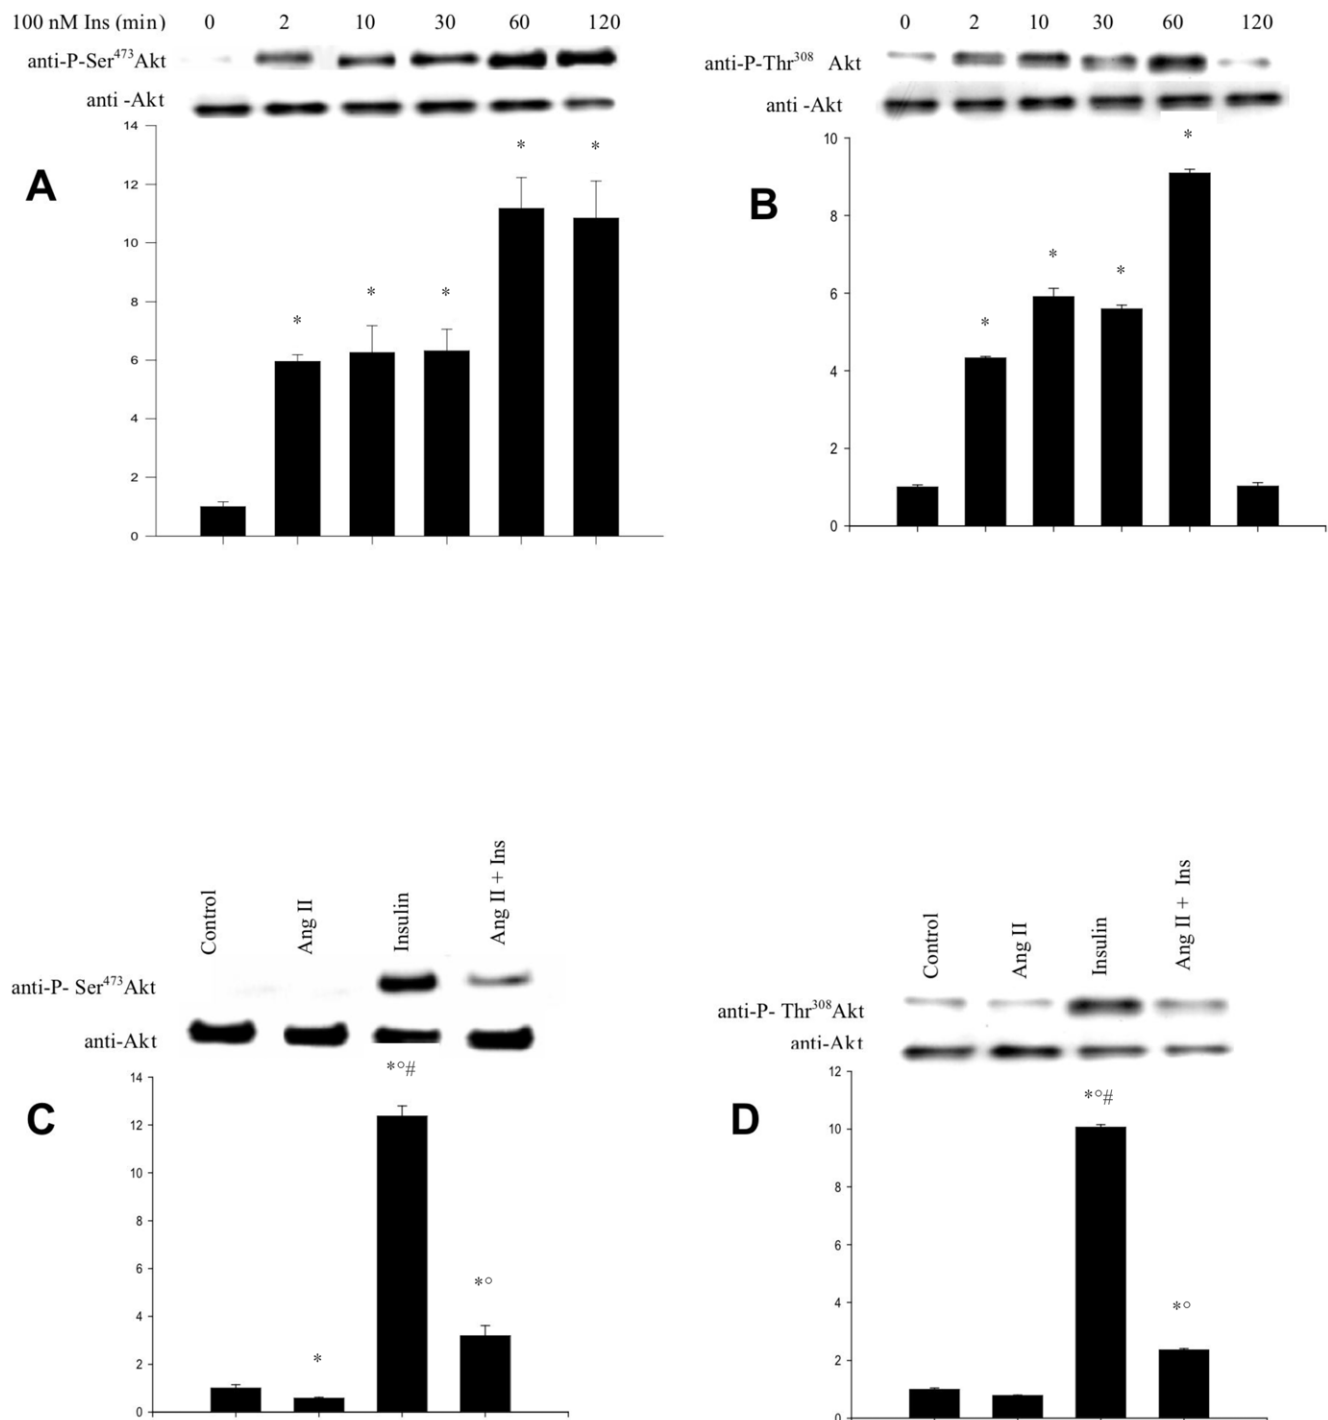 100 nM Ins (min) 0 2 10 30 60 120
anti-P-Ser473Akt
anti -Akt
14
12
10
8
6
4
2
0
A
* * * * * *
0 2 10 30 60 120
anti-P-Thr308 Akt
anti -Akt
10
8
6
4
2
0
B
* * * * *
Control Ang II Insulin Ang II + Ins
anti-P- Ser473Akt
anti-Akt
14
12
10
8
6
4
2
0
C
* *°# *°
Control Ang II Insulin Ang II + Ins
anti-P- Thr308Akt
anti-Akt
12
10
8
6
4
2
0
D
*°# *°